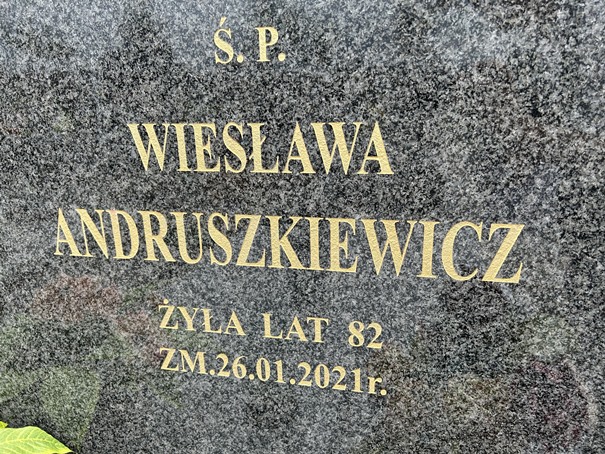 Ś. P.
WIESŁAWA
ANDRUSZKIEWICZ
ŻYŁA LAT 82
ZM.26.01.2021r.